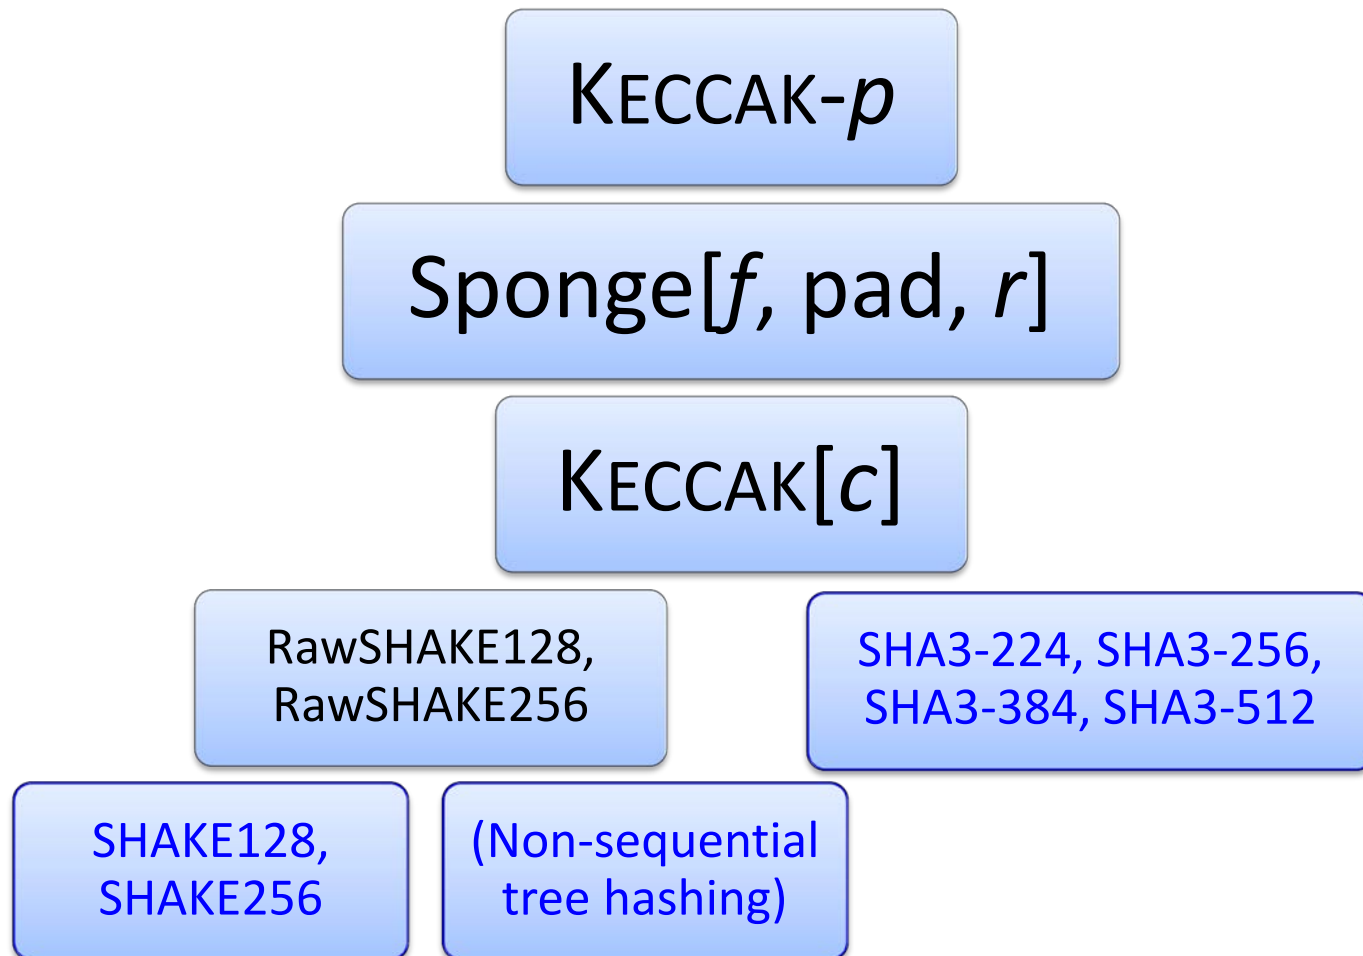 KECCAK-p
Sponge[f, pad, r]
KECCAK[c]
RawSHAKE128,
RawSHAKE256
SHA3-224, SHA3-256,
SHA3-384, SHA3-512
SHAKE128,
SHAKE256
(Non-sequential
tree hashing)